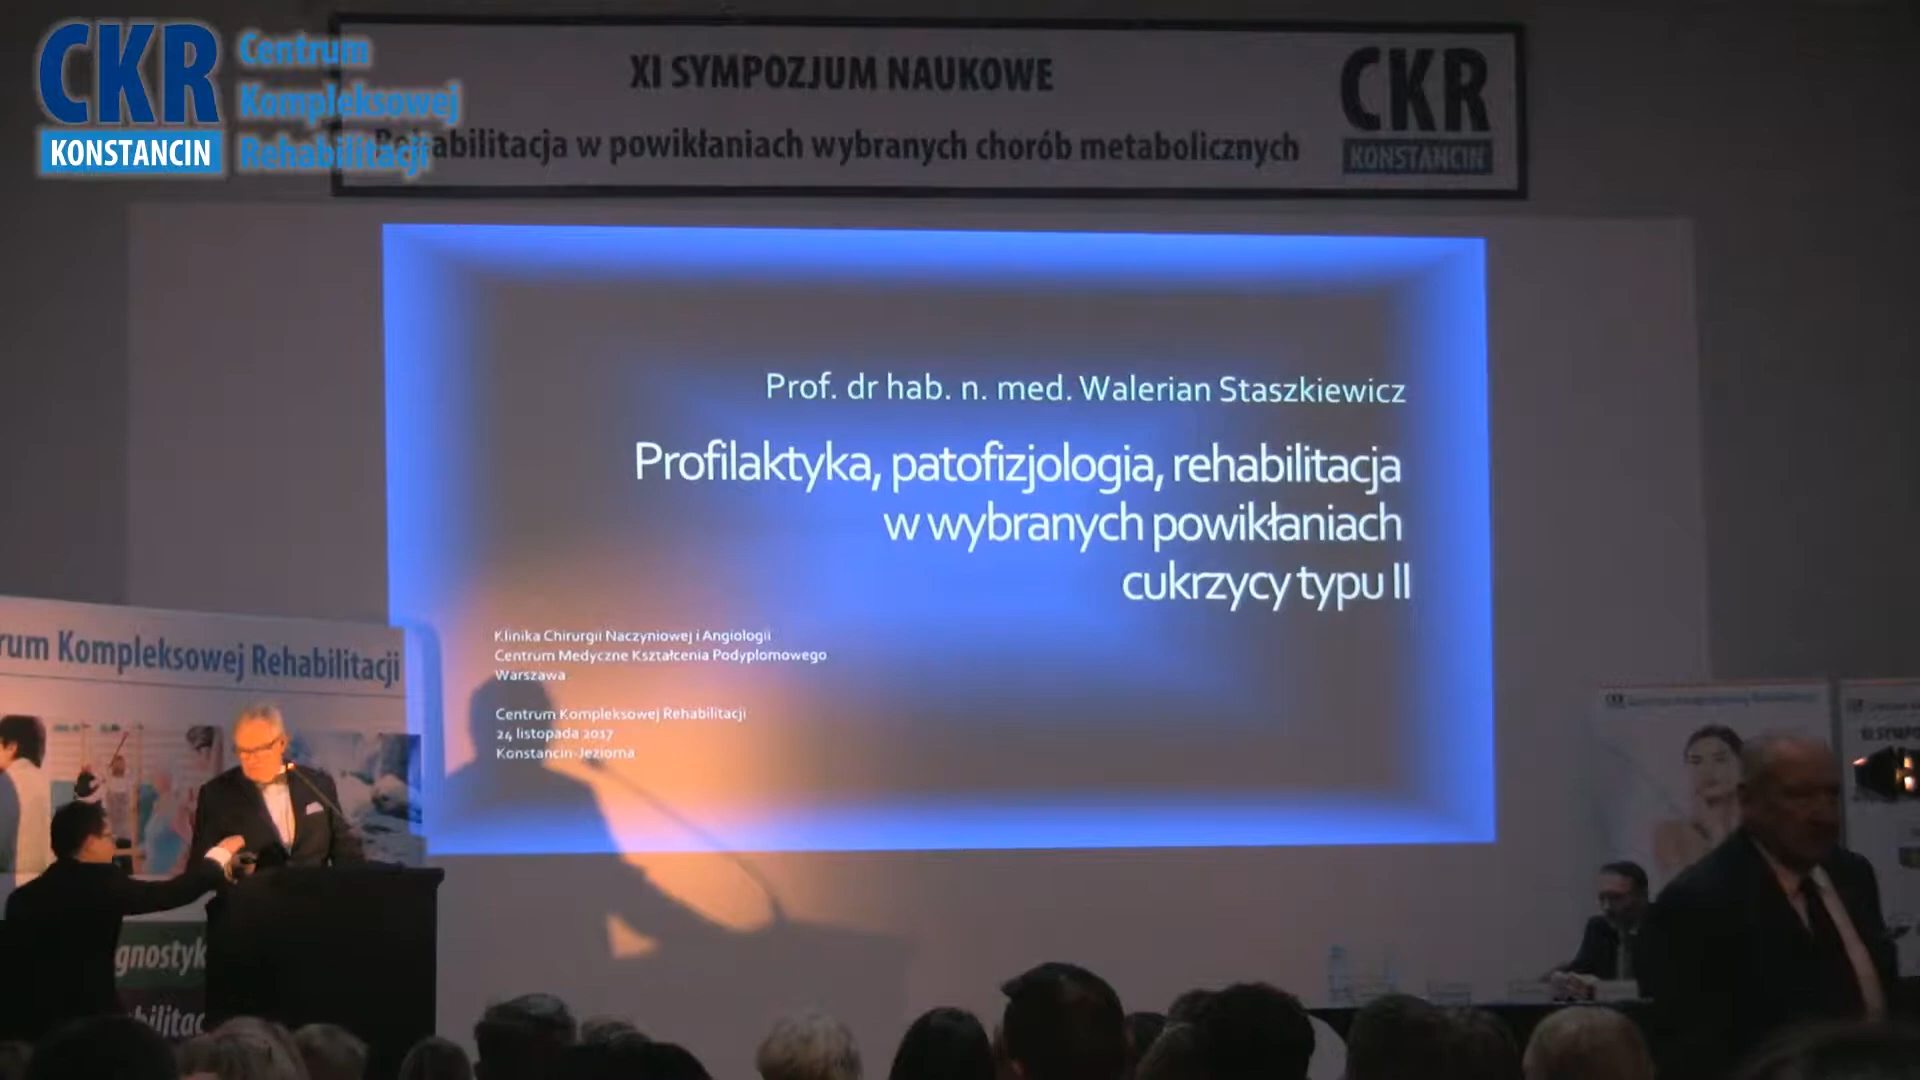 CKR
KONSTANCIN
Centrum
Kompleksowej
Rehabilitacji
XI SYMPOZJUM NAUKOWE
Rehabilitacja w powikłaniach wybranych chorób metabolicznych
CKR
KONSTANCIN
Prof. dr hab. n. med. Walerian Staszkiewicz
Profilaktyka, patofizjologia, rehabilitacja
w wybranych powikłaniach
cukrzycy typu II
Klinika Chirurgii Naczyniowej i Angiologii
Centrum Medyczne Kształcenia Podyplomowego
Warszawa
Centrum Kompleksowej Rehabilitacji
24 listopada 2017
Konstancin-Jeziorna
rum Kompleksowej Rehabilitacji
gnostyk
bilitac